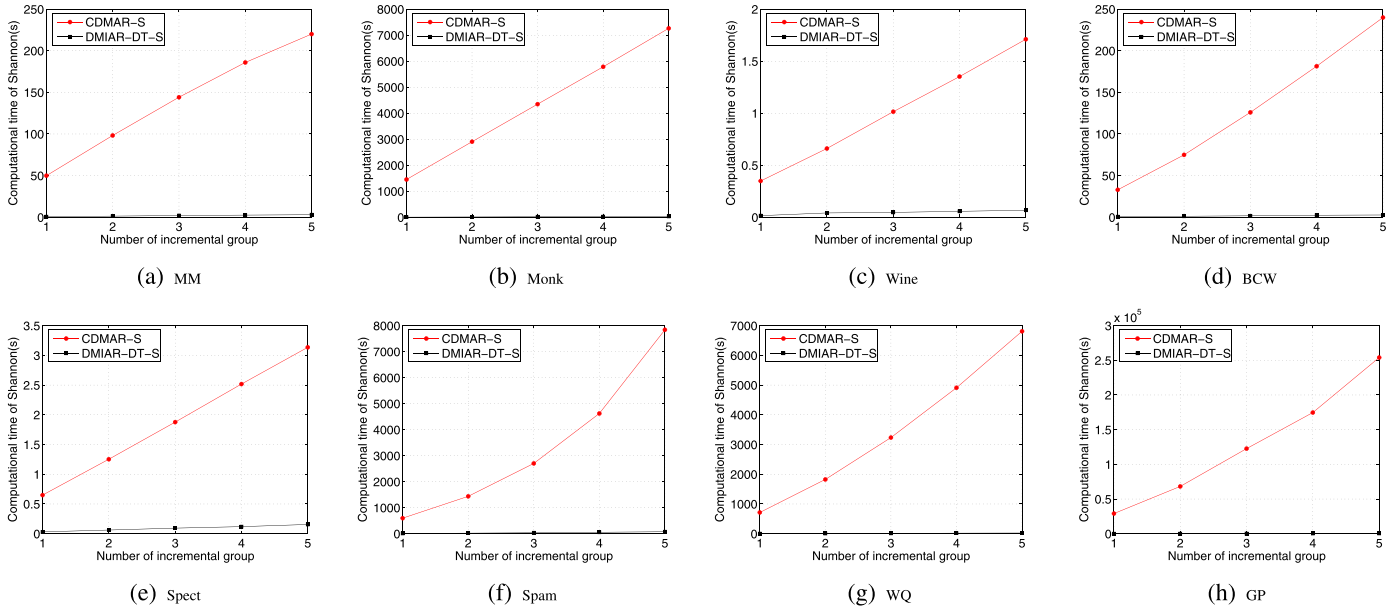 250
200
150
100
50
0
Computational time of Shannon(s)
CDMAR-S
DMIAR-DT-S
1 2 3 4 5
Number of incremental group
(a) MM
8000
7000
6000
5000
4000
3000
2000
1000
0
Computational time of Shannon(s)
CDMAR-S
DMIAR-DT-S
1 2 3 4 5
Number of incremental group
(b) Monk
2
1.5
1
0.5
0
Computational time of Shannon(s)
CDMAR-S
DMIAR-DT-S
1 2 3 4 5
Number of incremental group
(c) Wine
250
200
150
100
50
0
Computational time of Shannon(s)
CDMAR-S
DMIAR-DT-S
1 2 3 4 5
Number of incremental group
(d) BCW
3.5
3
2.5
2
1.5
1
0.5
0
Computational time of Shannon(s)
CDMAR-S
DMIAR-DT-S
1 2 3 4 5
Number of incremental group
(e) Spect
8000
7000
6000
5000
4000
3000
2000
1000
0
Computational time of Shannon(s)
CDMAR-S
DMIAR-DT-S
1 2 3 4 5
Number of incremental group
(f) Spam
7000
6000
5000
4000
3000
2000
1000
0
Computational time of Shannon(s)
CDMAR-S
DMIAR-DT-S
1 2 3 4 5
Number of incremental group
(g) WQ
x 10^5
3
2.5
2
1.5
1
0.5
0
Computational time of Shannon(s)
CDMAR-S
DMIAR-DT-S
1 2 3 4 5
Number of incremental group
(h) GP